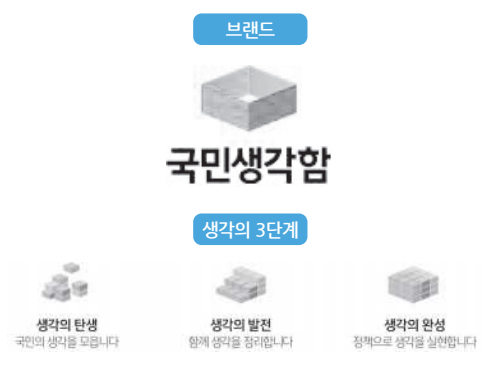 브랜드
국민생각함
생각의 3단계
생각의 탄생
국민의 생각을 모읍니다
생각의 발전
함께 생각을 정리합니다
생각의 완성
정책으로 생각을 실현합니다